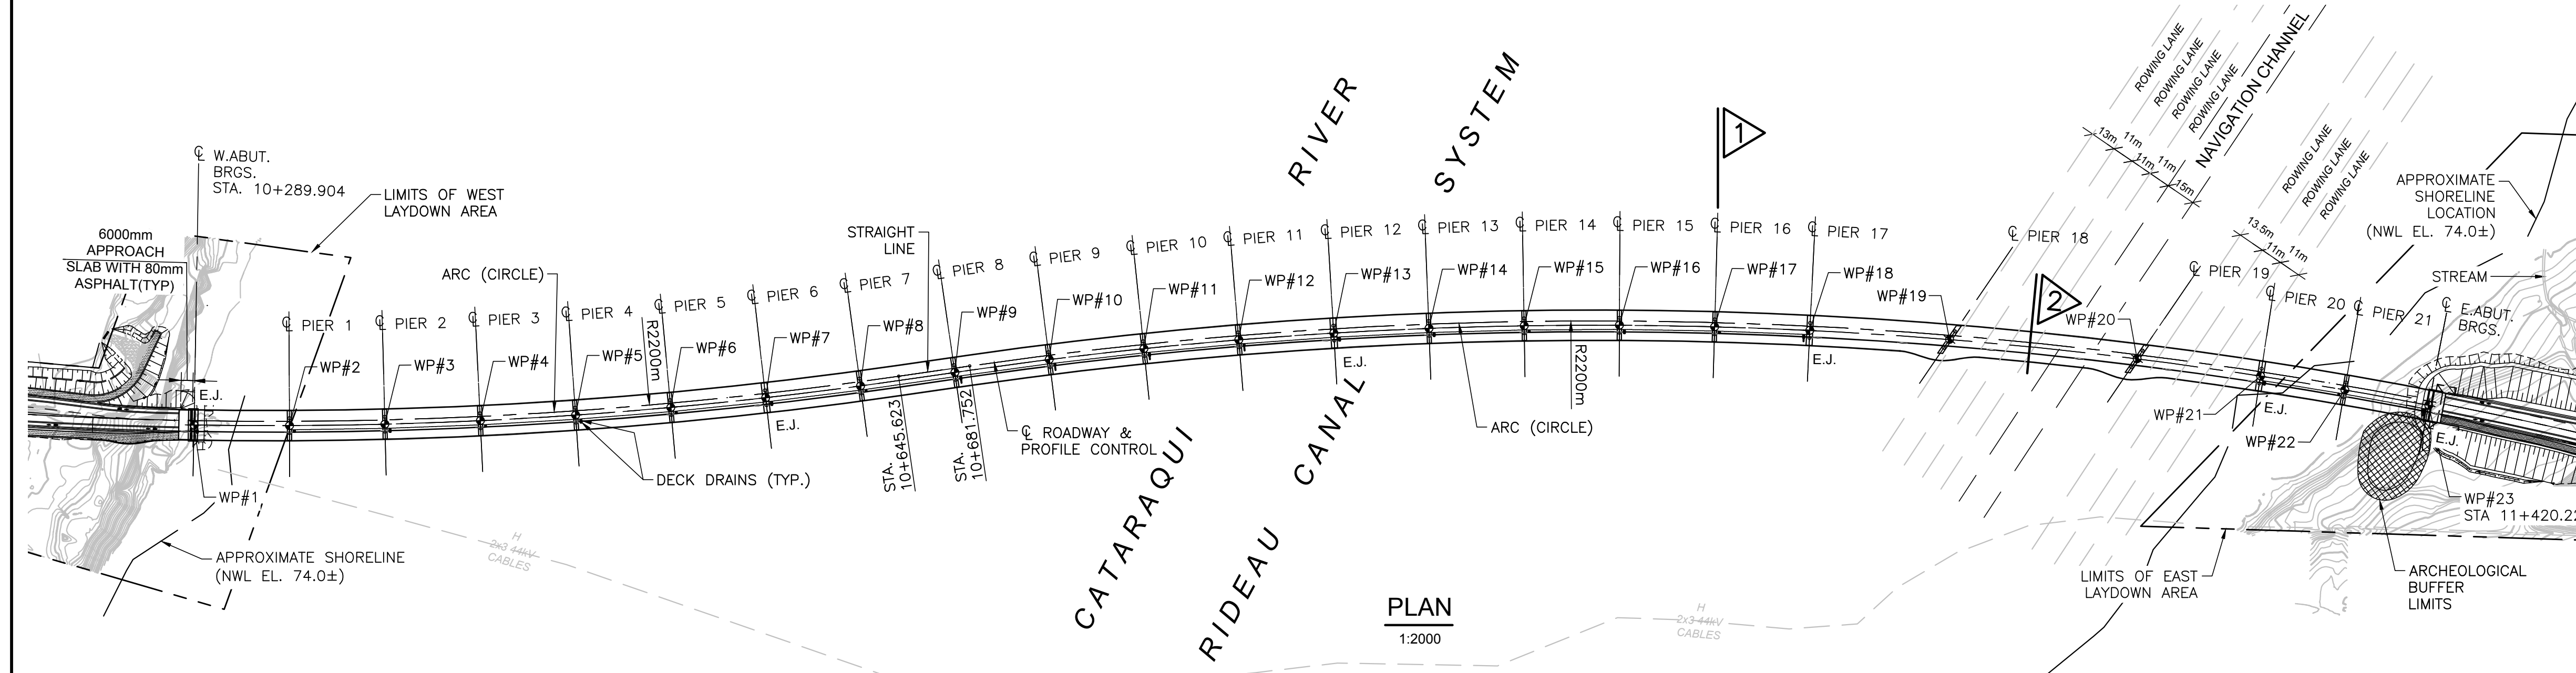 ℄ W.ABUT.
BRGS.
STA. 10+289.904
LIMITS OF WEST
LAYDOWN AREA
6000mm
APPROACH
SLAB WITH 80mm
ASPHALT(TYP)
E.J.
WP#1
APPROXIMATE SHORELINE
(NWL EL. 74.0±)
℄ PIER 1
WP#2
℄ PIER 2
WP#3
℄ PIER 3
WP#4
ARC (CIRCLE)
℄ PIER 4
WP#5
R2200m
℄ PIER 5
WP#6
℄ PIER 6
WP#7
E.J.
DECK DRAINS (TYP.)
H
2x3 44kV
CABLES
STRAIGHT
LINE
℄ PIER 7
WP#8
℄ PIER 8
WP#9
STA.
10+645.623
STA.
10+681.752
℄ ROADWAY &
PROFILE CONTROL
℄ PIER 9
WP#10
℄ PIER 10
WP#11
℄ PIER 11
WP#12
℄ PIER 12
WP#13
E.J.
℄ PIER 13
WP#14
℄ PIER 14
WP#15
℄ PIER 15
WP#16
℄ PIER 16
WP#17
℄ PIER 17
WP#18
E.J.
R2200m
ARC (CIRCLE)
CATARAQUI RIVER
RIDEAU CANAL SYSTEM
1
PLAN
1:2000
H
2x3 44kV
CABLES
℄ PIER 18
WP#19
2
WP#20
ROWING LANE
ROWING LANE
ROWING LANE
ROWING LANE
NAVIGATION CHANNEL
13m
11m
11m
11m
15m
ROWING LANE
ROWING LANE
ROWING LANE
13.5m
11m
11m
℄ PIER 19
℄ PIER 20
℄ PIER 21
℄ E.ABUT.
BRGS.
WP#21
E.J.
WP#22
E.J.
APPROXIMATE
SHORELINE
LOCATION
(NWL EL. 74.0±)
STREAM
WP#23
STA 11+420.22
LIMITS OF EAST
LAYDOWN AREA
ARCHEOLOGICAL
BUFFER
LIMITS